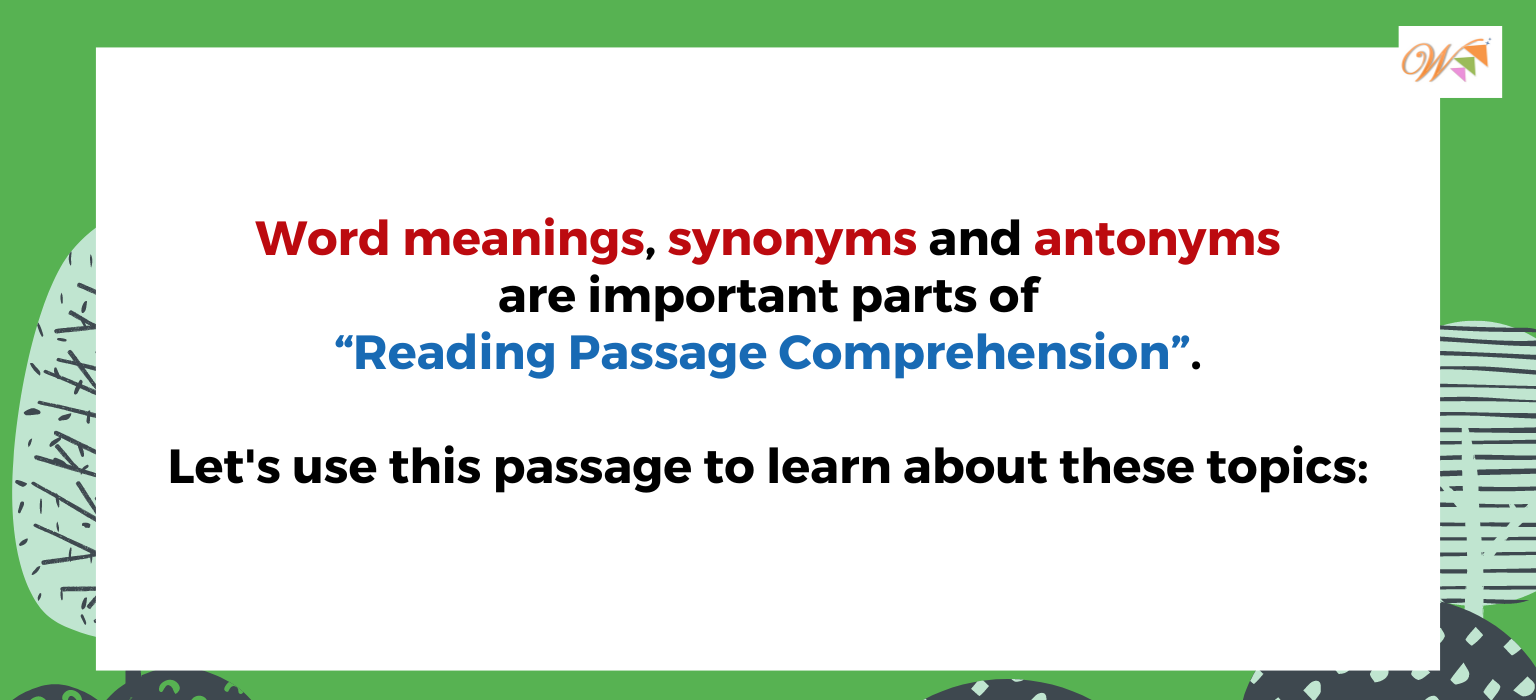 W
Word meanings, synonyms and antonyms
are important parts of
“Reading Passage Comprehension”.
Let's use this passage to learn about these topics: